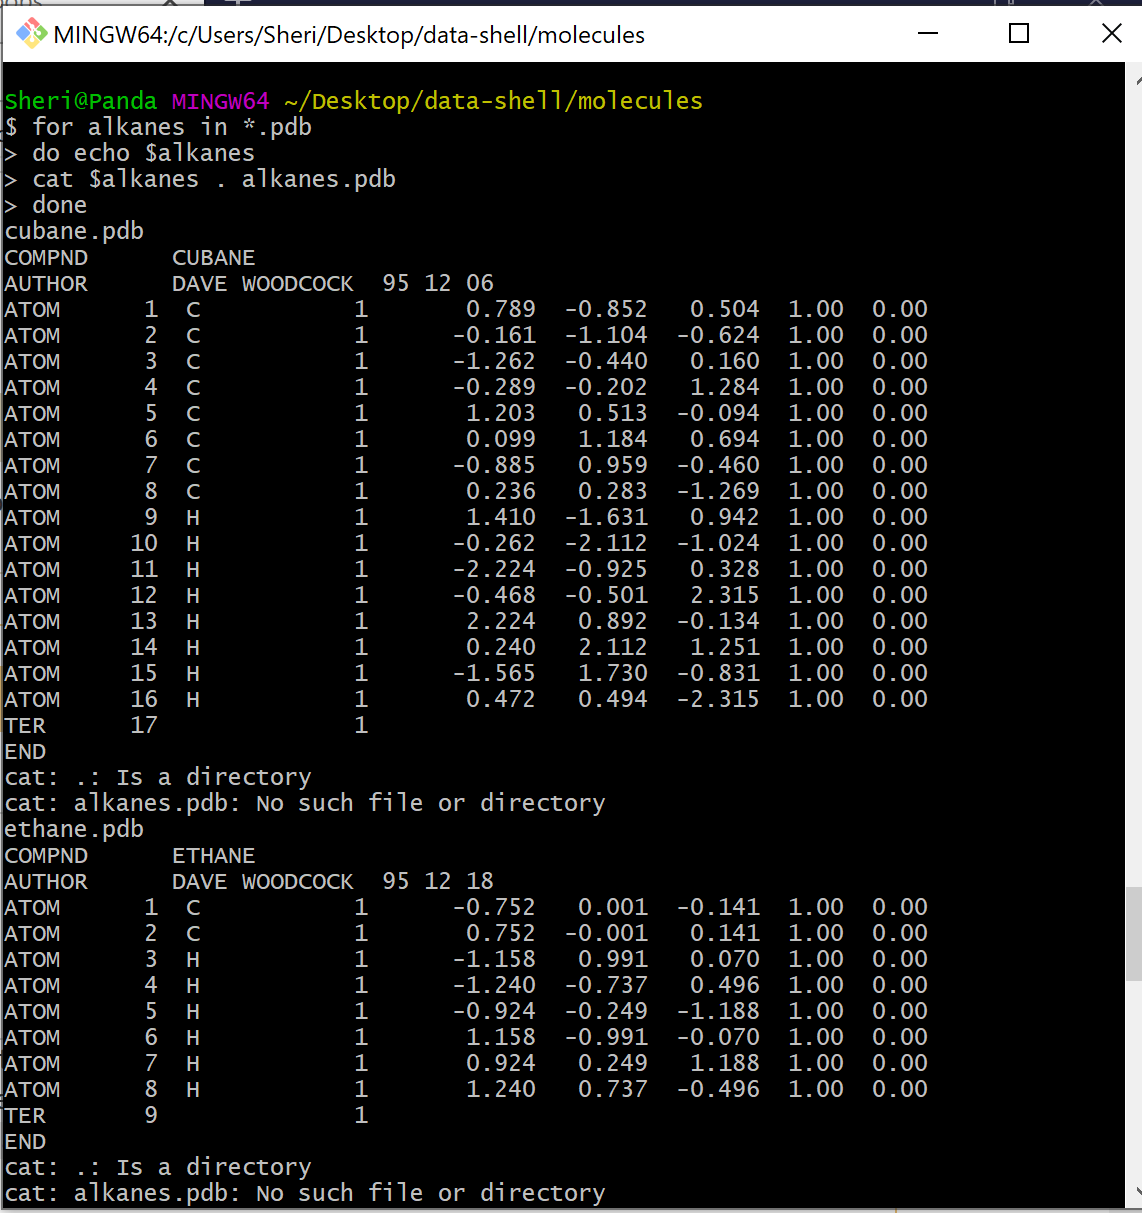 MINGW64:/c/Users/Sheri/Desktop/data-shell/molecules
Sheri@Panda MINGW64 ~/Desktop/data-shell/molecules
$ for alkanes in *.pdb
> do echo $alkanes
> cat $alkanes . alkanes.pdb
> done
cubane.pdb
COMPND      CUBANE
AUTHOR      DAVE WOODCOCK  95 12 06
ATOM      1  C           1       0.789  -0.852   0.504  1.00  0.00
ATOM      2  C           1      -0.161  -1.104  -0.624  1.00  0.00
ATOM      3  C           1      -1.262  -0.440   0.160  1.00  0.00
ATOM      4  C           1      -0.289  -0.202   1.284  1.00  0.00
ATOM      5  C           1       1.203   0.513  -0.094  1.00  0.00
ATOM      6  C           1       0.099   1.184   0.694  1.00  0.00
ATOM      7  C           1      -0.885   0.959  -0.460  1.00  0.00
ATOM      8  C           1       0.236   0.283  -1.269  1.00  0.00
ATOM      9  H           1       1.410  -1.631   0.942  1.00  0.00
ATOM     10  H           1      -0.262  -2.112  -1.024  1.00  0.00
ATOM     11  H           1      -2.224  -0.925   0.328  1.00  0.00
ATOM     12  H           1      -0.468  -0.501   2.315  1.00  0.00
ATOM     13  H           1       2.224   0.892  -0.134  1.00  0.00
ATOM     14  H           1       0.240   2.112   1.251  1.00  0.00
ATOM     15  H           1      -1.565   1.730  -0.831  1.00  0.00
ATOM     16  H           1       0.472   0.494  -2.315  1.00  0.00
TER      17              1
END
cat: .: Is a directory
cat: alkanes.pdb: No such file or directory
ethane.pdb
COMPND      ETHANE
AUTHOR      DAVE WOODCOCK  95 12 18
ATOM      1  C           1      -0.752   0.001  -0.141  1.00  0.00
ATOM      2  C           1       0.752  -0.001   0.141  1.00  0.00
ATOM      3  H           1      -1.158   0.991   0.070  1.00  0.00
ATOM      4  H           1      -1.240  -0.737   0.496  1.00  0.00
ATOM      5  H           1      -0.924  -0.249  -1.188  1.00  0.00
ATOM      6  H           1       1.158  -0.991  -0.070  1.00  0.00
ATOM      7  H           1       0.924   0.249   1.188  1.00  0.00
ATOM      8  H           1       1.240   0.737  -0.496  1.00  0.00
TER       9              1
END
cat: .: Is a directory
cat: alkanes.pdb: No such file or directory